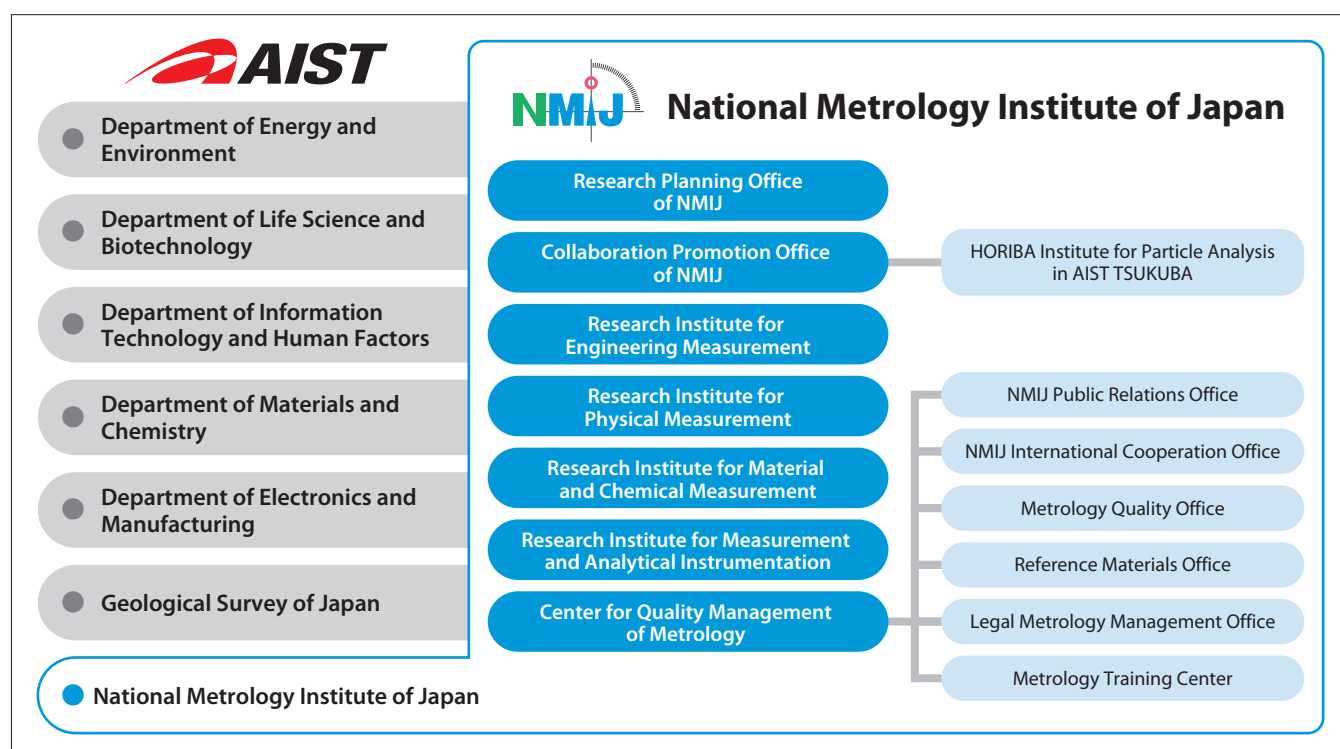 AIST
Department of Energy and
Environment
Department of Life Science and
Biotechnology
Department of Information
Technology and Human Factors
Department of Materials and
Chemistry
Department of Electronics and
Manufacturing
Geological Survey of Japan
National Metrology Institute of Japan
NMIJ
National Metrology Institute of Japan
Research Planning Office
of NMIJ
Collaboration Promotion Office
of NMIJ
HORIBA Institute for Particle Analysis
in AIST TSUKUBA
Research Institute for
Engineering Measurement
Research Institute for
Physical Measurement
Research Institute for Material
and Chemical Measurement
Research Institute for Measurement
and Analytical Instrumentation
Center for Quality Management
of Metrology
NMIJ Public Relations Office
NMIJ International Cooperation Office
Metrology Quality Office
Reference Materials Office
Legal Metrology Management Office
Metrology Training Center